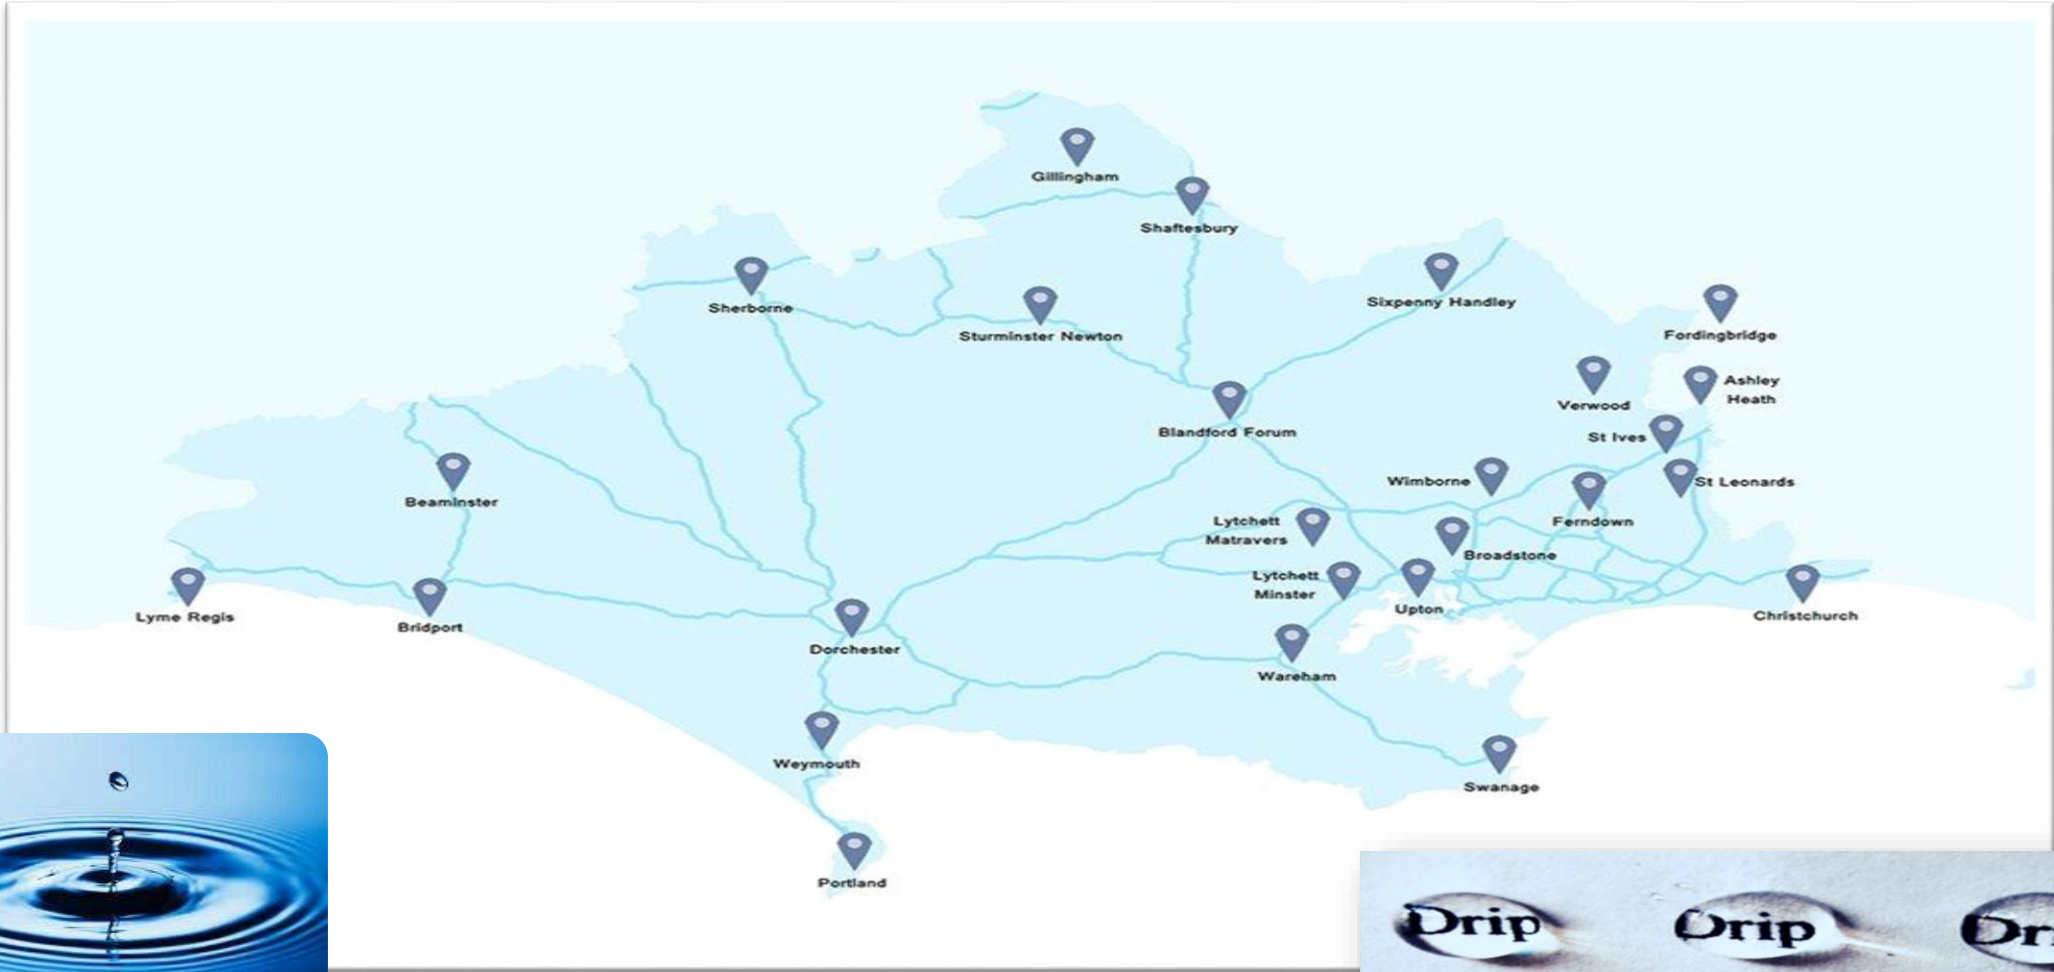 Gillingham
Shaftesbury
Sherborne
Sixpenny Handley
Fordingbridge
Sturminster Newton
Ashley
Heath
Verwood
Blandford Forum
St Ives
Wimborne
St Leonards
Beaminster
Lytchett
Matravers
Ferndown
Broadstone
Lytchett
Minster
Upton
Lyme Regis
Bridport
Christchurch
Dorchester
Wareham
Weymouth
Swanage
Portland
Drip
Drip